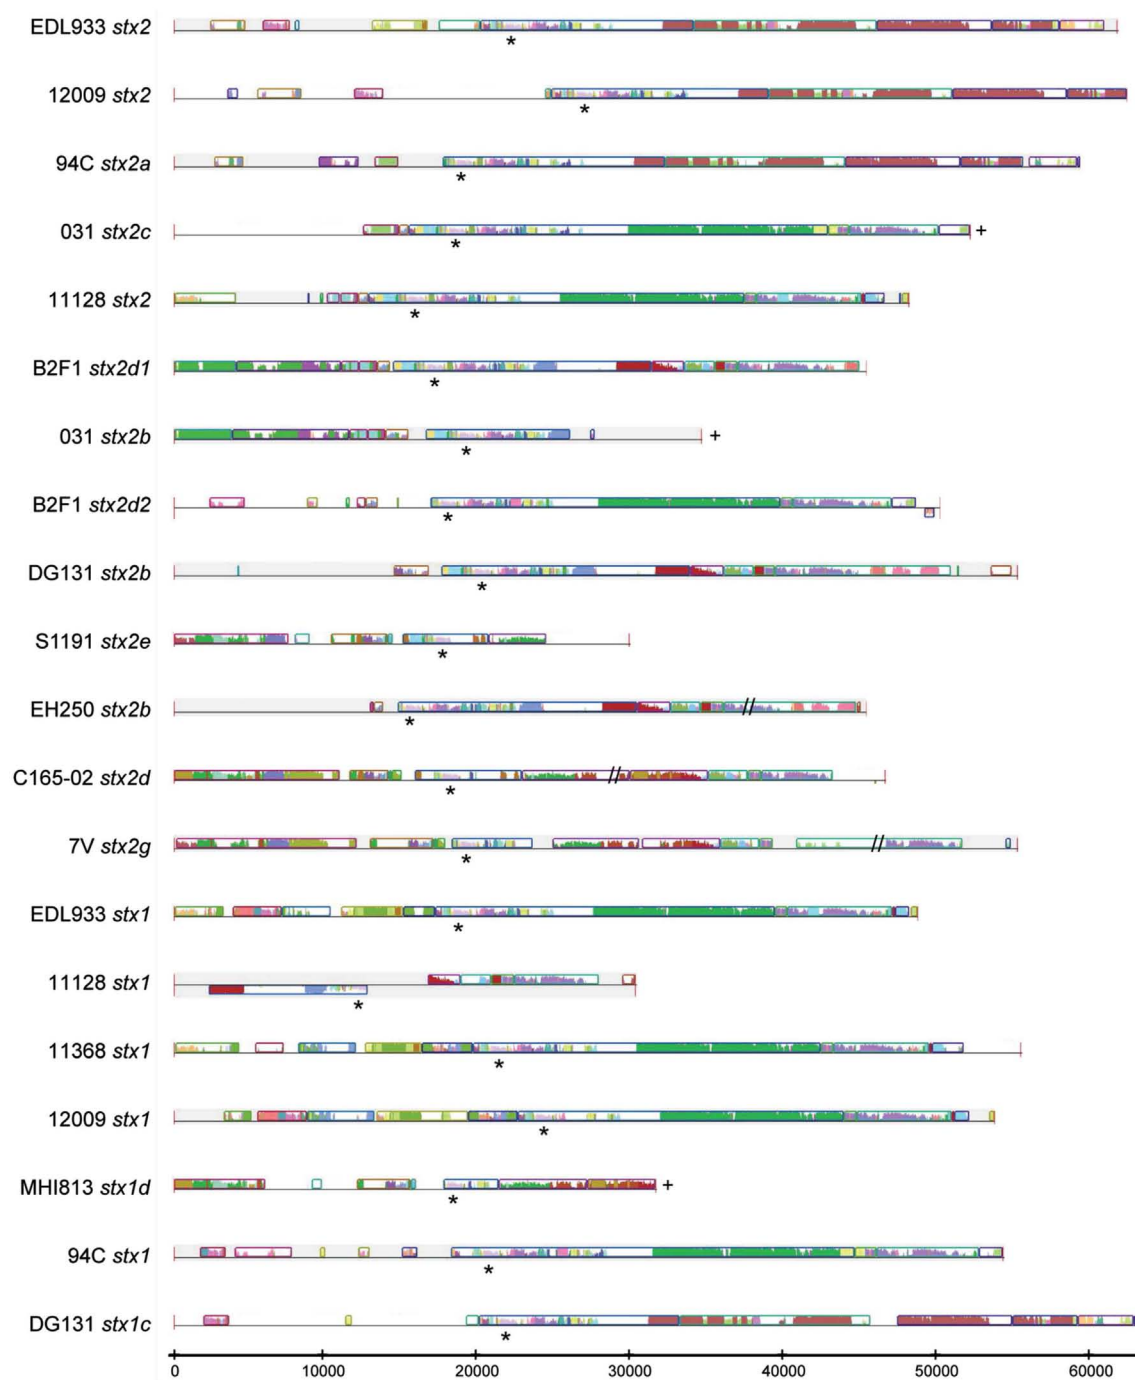 EDL933 stx2
*
12009 stx2
*
94C stx2a
*
031 stx2c +
*
11128 stx2
*
B2F1 stx2d1
*
031 stx2b +
*
B2F1 stx2d2
*
DG131 stx2b
*
S1191 stx2e
*
EH250 stx2b //
*
C165-02 stx2d //
*
7V stx2g //
*
EDL933 stx1
*
11128 stx1
*
11368 stx1
*
12009 stx1
*
MHI813 stx1d +
*
94C stx1
*
DG131 stx1c
*
0 10000 20000 30000 40000 50000 60000